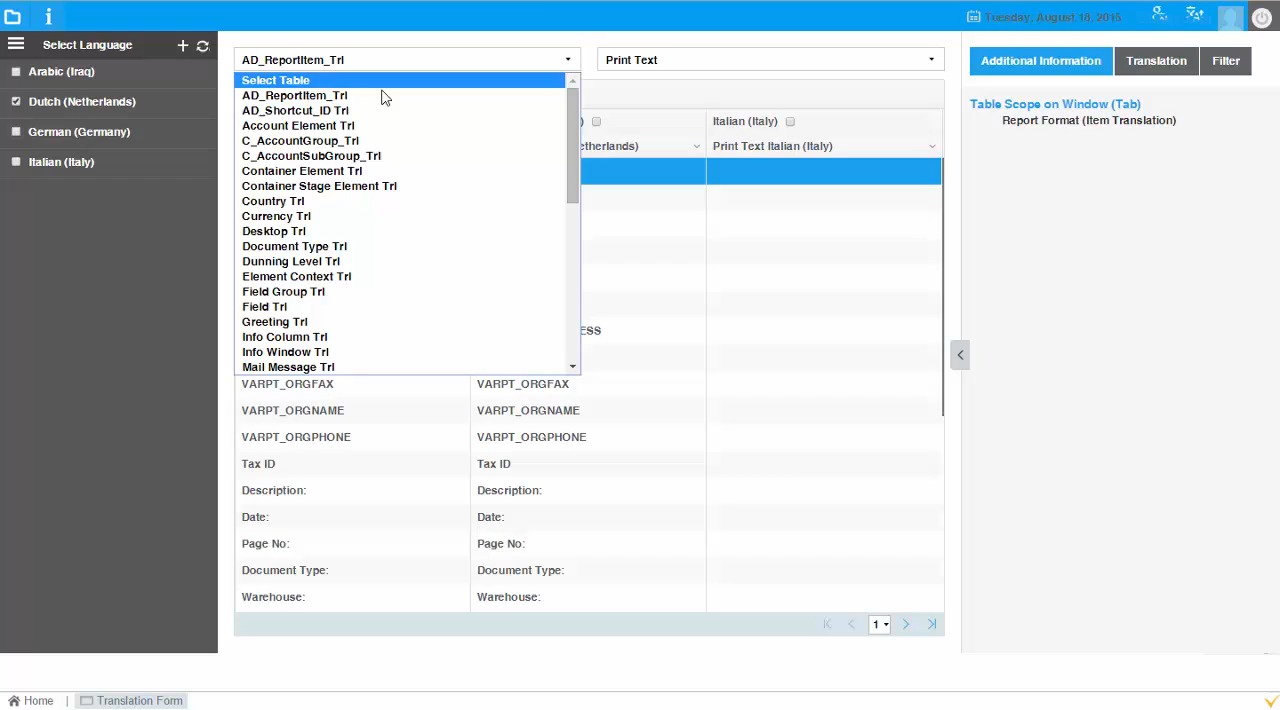 Tuesday, August 18, 2015
Select Language
Arabic (Iraq)
Dutch (Netherlands)
German (Germany)
Italian (Italy)
AD_ReportItem_Trl
Print Text
Select Table
AD_ReportItem_Trl
AD_Shortcut_ID Trl
Account Element Trl
C_AccountGroup_Trl
C_AccountSubGroup_Trl
Container Element Trl
Container Stage Element Trl
Country Trl
Currency Trl
Desktop Trl
Document Type Trl
Dunning Level Trl
Element Context Trl
Field Group Trl
Field Trl
Greeting Trl
Info Column Trl
Info Window Trl
Mail Message Trl
) Italian (Italy)
etherlands) Print Text Italian (Italy)
ESS
VARPT_ORGFAX VARPT_ORGFAX
VARPT_ORGNAME VARPT_ORGNAME
VARPT_ORGPHONE VARPT_ORGPHONE
Tax ID Tax ID
Description: Description:
Date: Date:
Page No: Page No:
Document Type: Document Type:
Warehouse: Warehouse:
1
Additional Information Translation Filter
Table Scope on Window (Tab)
Report Format (Item Translation)
Home | Translation Form